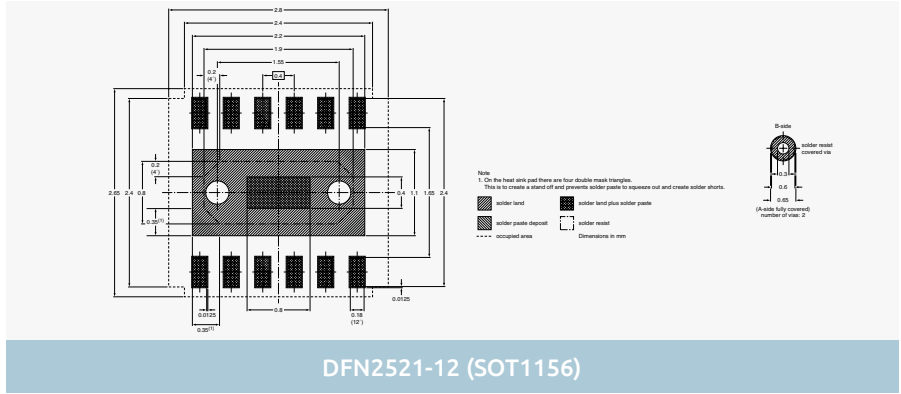 2.8
2.4
2.2
1.9
1.55
0.2
(4°)
0.4
0.2
(4°)
2.65 2.4 0.8
0.35(1)
0.4 1.1 1.65 2.4
0.0125
0.0125
0.8
0.18
(12°)
0.35(1)
Note
1. On the heat sink pad there are four double mask triangles.
This is to create a stand off and prevents solder paste to squeeze out and create solder shorts.
solder land
solder land plus solder paste
solder paste deposit
solder resist
occupied area
Dimensions in mm
B-side
solder resist
covered via
0.3
0.6
0.65
(A-side fully covered)
number of vias: 2
DFN2521-12 (SOT1156)